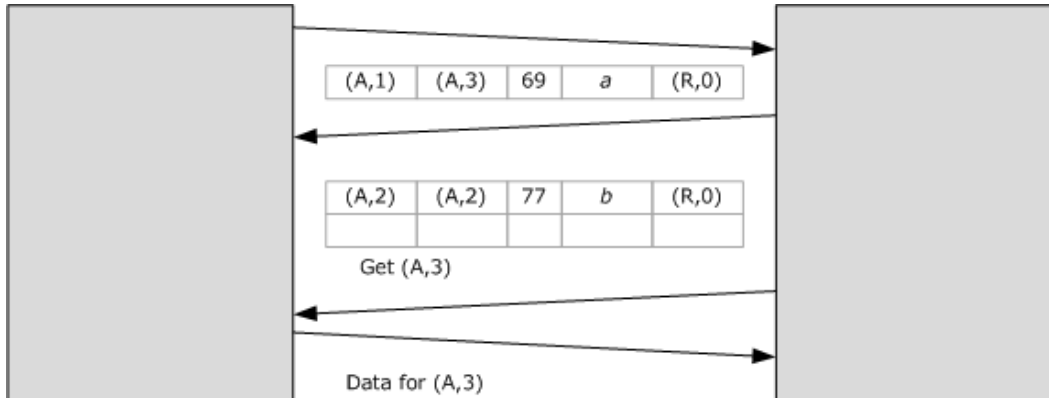 (A,1) (A,3) 69 a (R,0)
(A,2) (A,2) 77 b (R,0)
Get (A,3)
Data for (A,3)